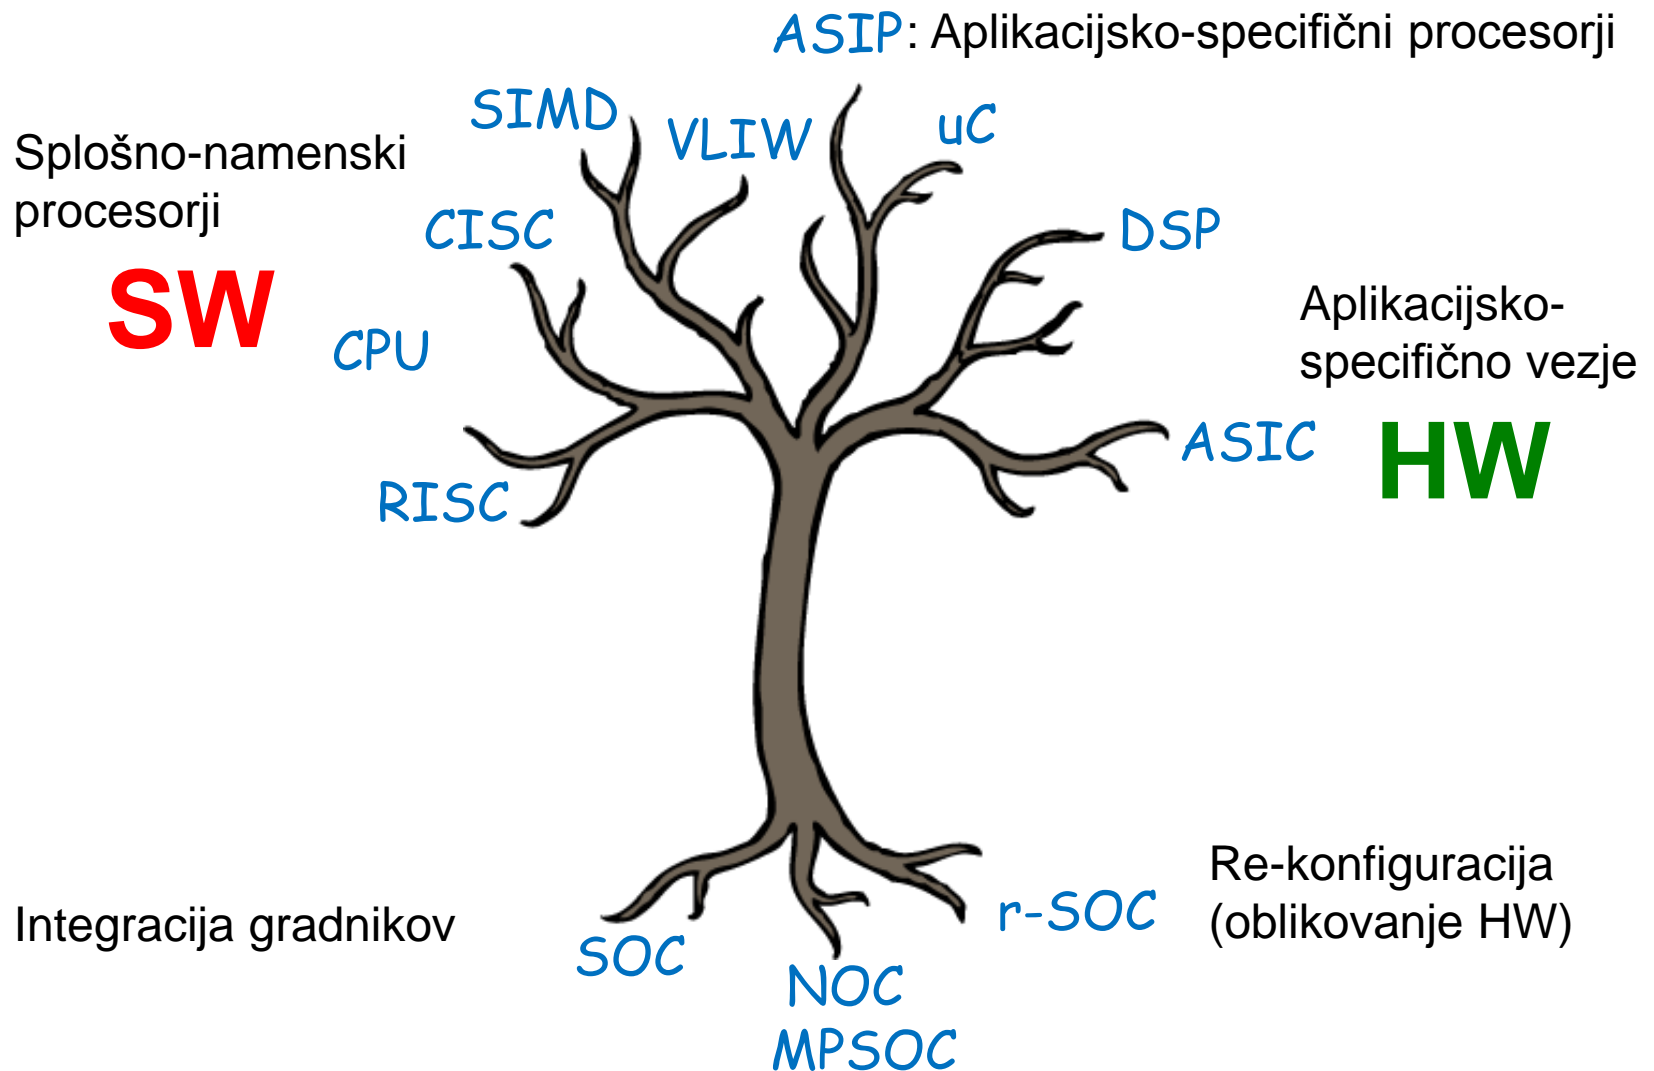 ASIP: Aplikacijsko-specifični procesorji
SIMD
VLIW
uC
Splošno-namenski
procesorji
CISC
DSP
SW
CPU
Aplikacijsko-
specifično vezje
ASIC
HW
RISC
Re-konfiguracija
(oblikovanje HW)
r-SOC
Integracija gradnikov
SOC
NOC
MPSOC